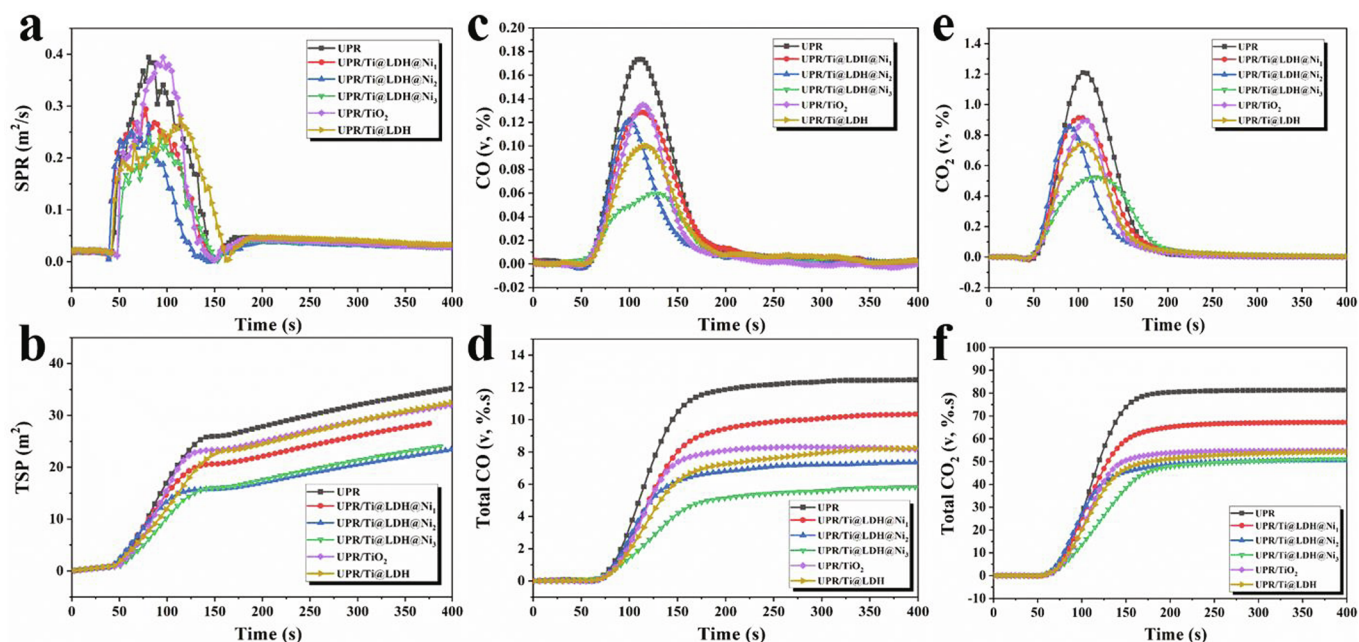 a
SPR (m²/s)
0.4
0.3
0.2
0.1
0.0
UPR
UPR/Ti@LDH@Ni₁
UPR/Ti@LDH@Ni₂
UPR/Ti@LDH@Ni₃
UPR/TiO₂
UPR/Ti@LDH
0 50 100 150 200 250 300 350 400
Time (s)
c
CO (v, %)
0.20
0.18
0.16
0.14
0.12
0.10
0.08
0.06
0.04
0.02
0.00
-0.02
UPR
UPR/Ti@LDH@Ni₁
UPR/Ti@LDH@Ni₂
UPR/Ti@LDH@Ni₃
UPR/TiO₂
UPR/Ti@LDH
0 50 100 150 200 250 300 350 400
Time (s)
e
CO₂ (v, %)
1.6
1.4
1.2
1.0
0.8
0.6
0.4
0.2
0.0
-0.2
UPR
UPR/Ti@LDH@Ni₁
UPR/Ti@LDH@Ni₂
UPR/Ti@LDH@Ni₃
UPR/TiO₂
UPR/Ti@LDH
0 50 100 150 200 250 300 350 400
Time (s)
b
TSP (m²)
45
40
30
20
10
0
UPR
UPR/Ti@LDH@Ni₁
UPR/Ti@LDH@Ni₂
UPR/Ti@LDH@Ni₃
UPR/TiO₂
UPR/Ti@LDH
0 50 100 150 200 250 300 350 400
Time (s)
d
Total CO (v, %.s)
14
12
10
8
6
4
2
0
UPR
UPR/Ti@LDH@Ni₁
UPR/Ti@LDH@Ni₂
UPR/Ti@LDH@Ni₃
UPR/TiO₂
UPR/Ti@LDH
0 50 100 150 200 250 300 350 400
Time (s)
f
Total CO₂ (v, %.s)
100
90
80
70
60
50
40
30
20
10
0
-10
UPR
UPR/Ti@LDH@Ni₁
UPR/Ti@LDH@Ni₂
UPR/Ti@LDH@Ni₃
UPR/TiO₂
UPR/Ti@LDH
0 50 100 150 200 250 300 350 400
Time (s)